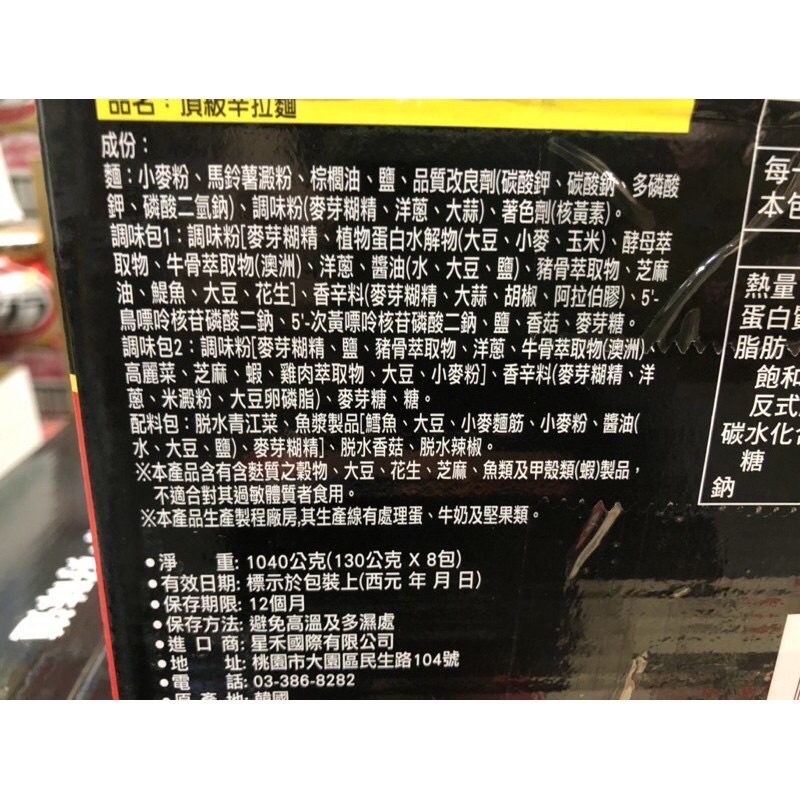 品名：頂級辛拉麵
成份：
麵：小麥粉、馬鈴薯澱粉、棕櫚油、鹽、品質改良劑(碳酸鉀、碳酸鈉、多磷酸
鉀、磷酸二氫鈉)、調味粉(麥芽糊精、洋蔥、大蒜)、著色劑(核黃素)。
調味包1：調味粉[麥芽糊精、植物蛋白水解物(大豆、小麥、玉米)、酵母萃
取物、牛骨萃取物(澳洲)、洋蔥、醬油(水、大豆、鹽)、豬骨萃取物、芝麻
油、鯷魚、大豆、花生]、香辛料(麥芽糊精、大蒜、胡椒、阿拉伯膠)、5'-
鳥嘌呤核苷磷酸二鈉、5'-次黃嘌呤核苷磷酸二鈉、鹽、香菇、麥芽糖。
調味包2：調味粉[麥芽糊精、鹽、豬骨萃取物、洋蔥、牛骨萃取物(澳洲)、
高麗菜、芝麻、蝦、雞肉萃取物、大豆、小麥粉]、香辛料(麥芽糊精、洋
蔥、米澱粉、大豆卵磷脂)、麥芽糖、糖。
配料包：脫水青江菜、魚漿製品[鱈魚、大豆、小麥麵筋、小麥粉、醬油(
水、大豆、鹽)、麥芽糊精]、脫水香菇、脫水辣椒。
※本產品含有含麩質之穀物、大豆、花生、芝麻、魚類及甲殼類(蝦)製品，
不適合對其過敏體質者食用。
※本產品生產製程廠房,其生產線有處理蛋、牛奶及堅果類。
•淨 重: 1040公克(130公克 X 8包)
•有效日期: 標示於包裝上(西元 年 月 日)
•保存期限: 12個月
•保存方法: 避免高溫及多濕處
•進 口 商: 星禾國際有限公司
•地 址: 桃園市大園區民生路104號
•電 話: 03-386-8282
•原 產 地: 韓國
每一
本包
熱量
蛋白質
脂肪
飽和
反式
碳水化合
糖
鈉